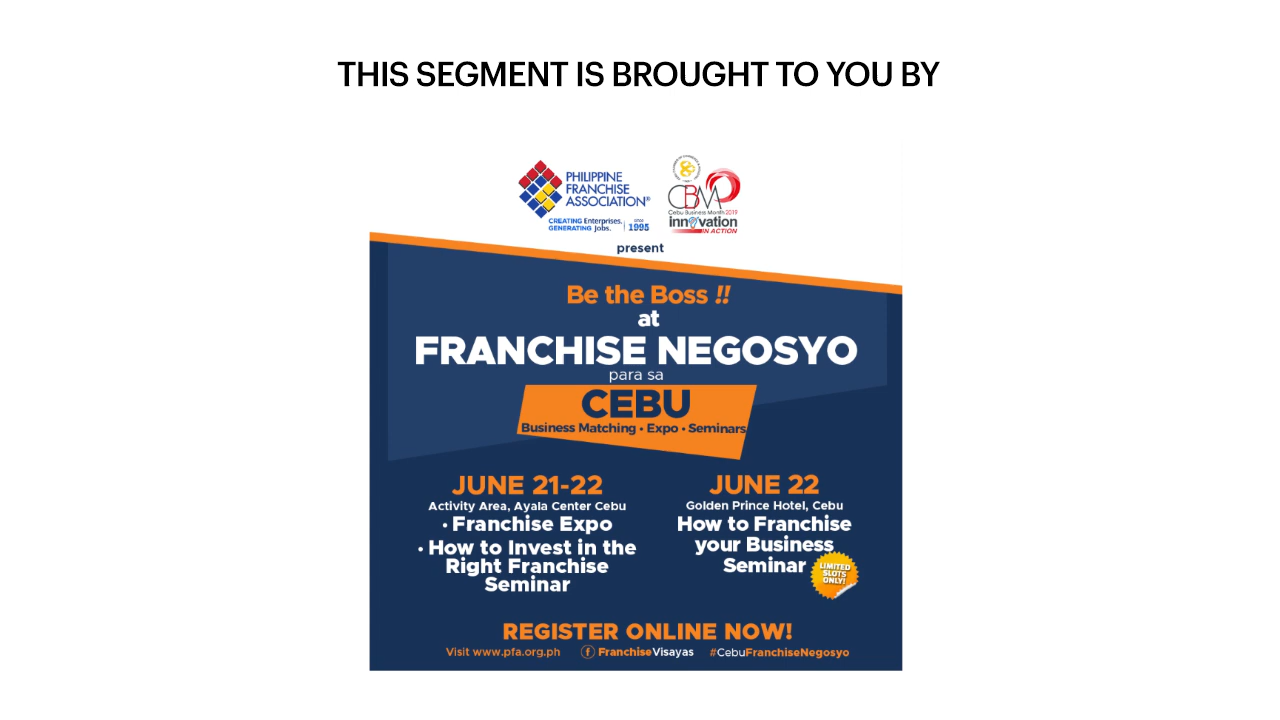 THIS SEGMENT IS BROUGHT TO YOU BY
PHILIPPINE
FRANCHISE
ASSOCIATION®
CREATING Enterprises.
GENERATING Jobs.
since
1995
CBM
Cebu Business Month 2019
innovation
IN ACTION
present
Be the Boss !!
at
FRANCHISE NEGOSYO
para sa
CEBU
Business Matching • Expo • Seminars
JUNE 21-22
Activity Area, Ayala Center Cebu
• Franchise Expo
• How to Invest in the
Right Franchise
Seminar
JUNE 22
Golden Prince Hotel, Cebu
How to Franchise
your Business
Seminar
LIMITED
SLOTS
ONLY!
REGISTER ONLINE NOW!
Visit www.pfa.org.ph
f FranchiseVisayas
#CebuFranchiseNegosyo